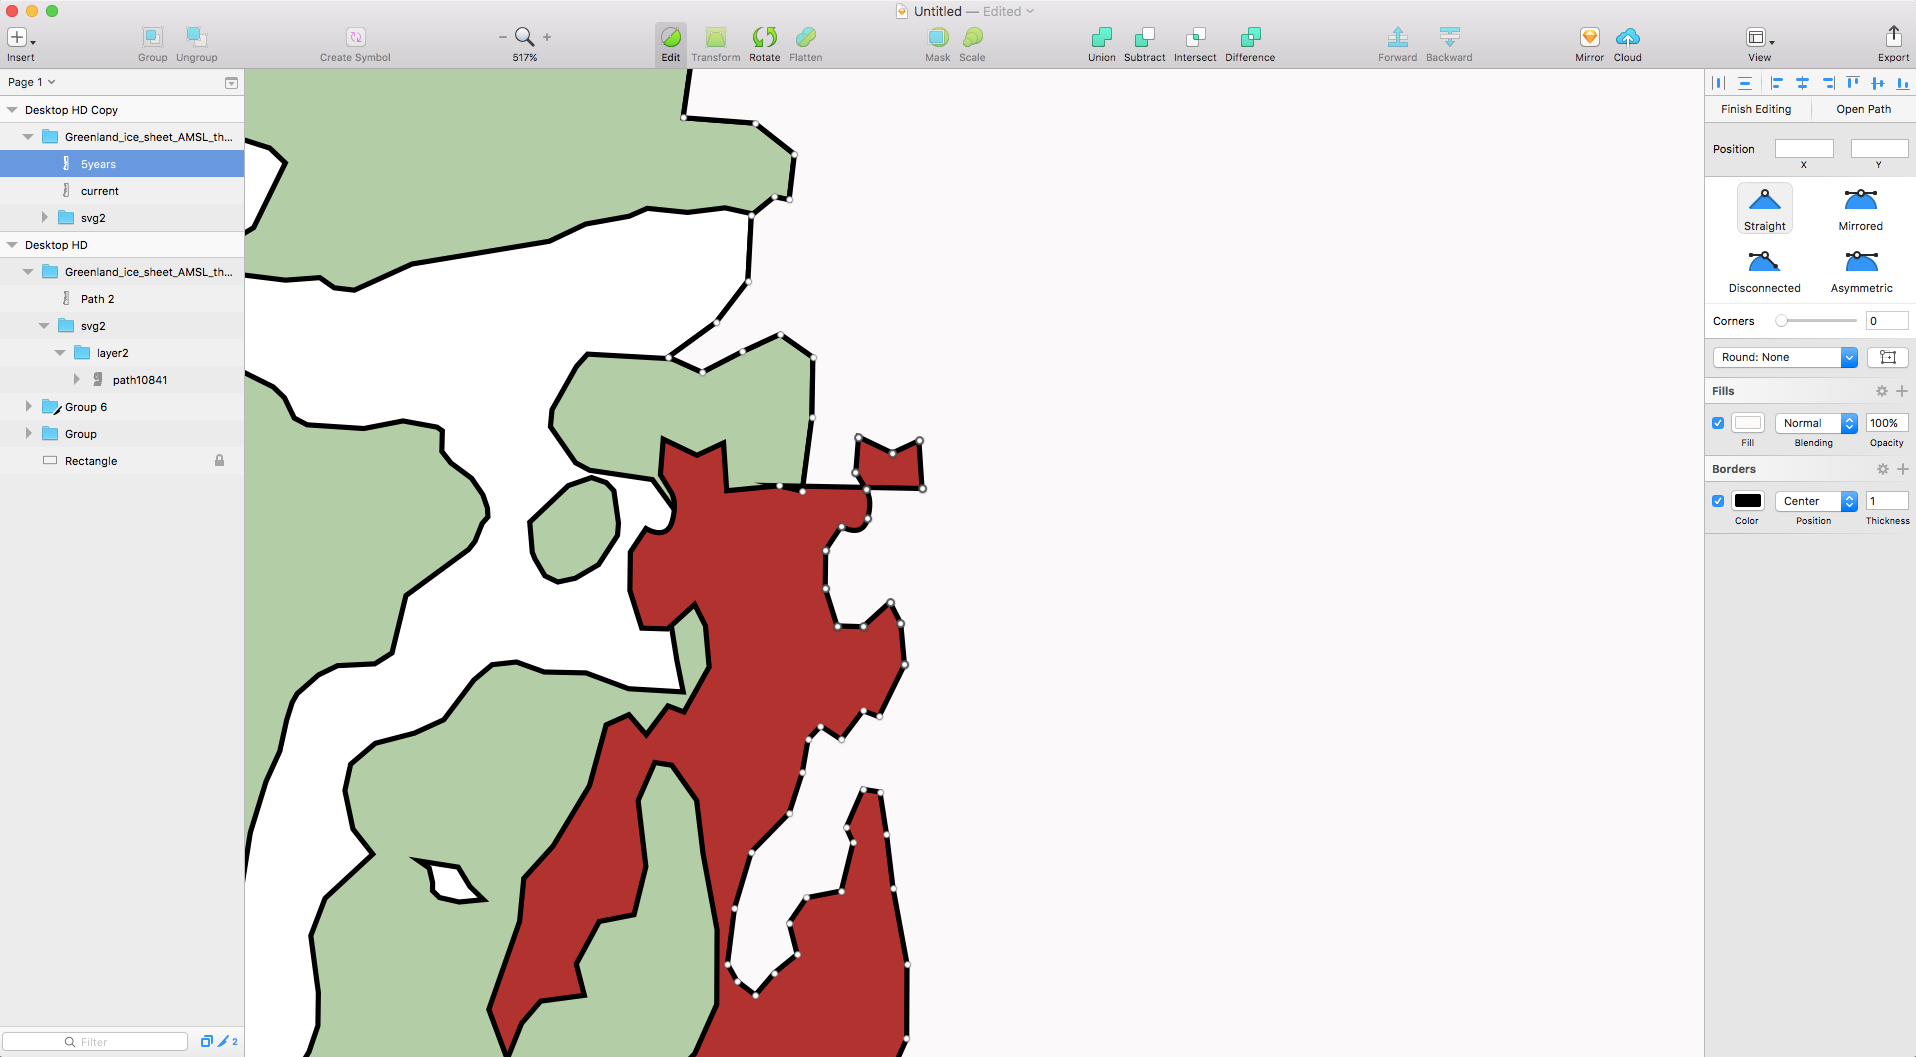 Untitled — Edited
Insert
Group
Ungroup
Create Symbol
517%
Edit
Transform
Rotate
Flatten
Mask
Scale
Union
Subtract
Intersect
Difference
Forward
Backward
Mirror
Cloud
View
Export
Page 1
Desktop HD Copy
Greenland_ice_sheet_AMSL_th...
5years
current
svg2
Desktop HD
Greenland_ice_sheet_AMSL_th...
Path 2
svg2
layer2
path10841
Group 6
Group
Rectangle
Filter
2
Finish Editing
Open Path
Position
X
Y
Straight
Mirrored
Disconnected
Asymmetric
Corners
0
Round: None
Fills
Normal
100%
Fill
Blending
Opacity
Borders
Center
1
Color
Position
Thickness